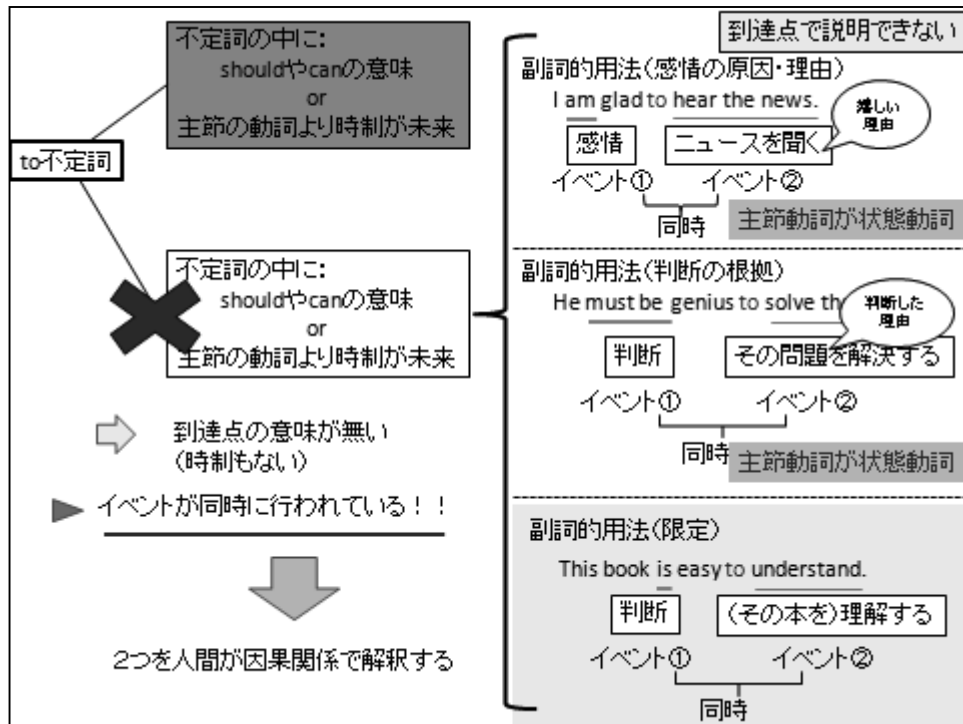 to不定詞
不定詞の中に:
shouldやcanの意味
or
主節の動詞より時制が未来
不定詞の中に:
shouldやcanの意味
or
主節の動詞より時制が未来
到達点の意味が無い
(時制もない)
イベントが同時に行われている！！
2つを人間が因果関係で解釈する
到達点で説明できない
副詞的用法(感情の原因・理由)
I am glad to hear the news.
嬉しい
理由
感情
ニュースを聞く
イベント① イベント②
同時
主節動詞が状態動詞
副詞的用法(判断の根拠)
He must be genius to solve th
判断した
理由
判断
その問題を解決する
イベント① イベント②
同時
主節動詞が状態動詞
副詞的用法(限定)
This book is easy to understand.
判断
(その本を)理解する
イベント① イベント②
同時